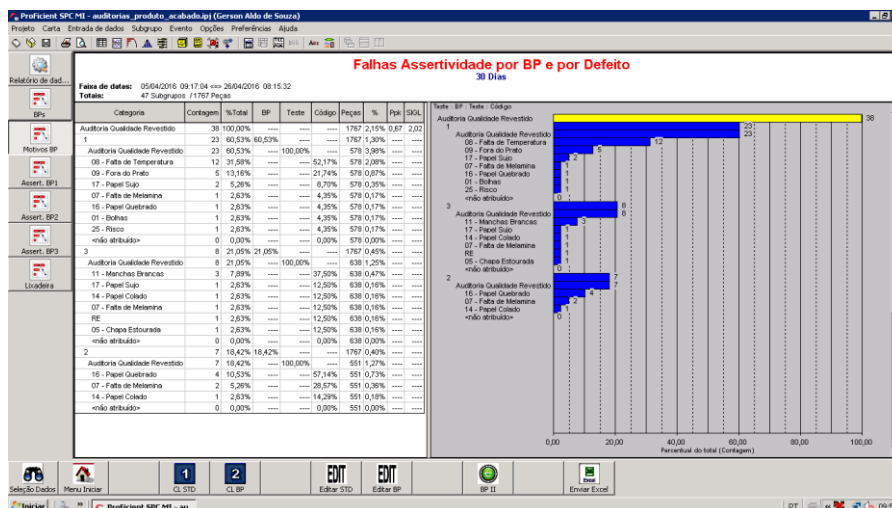 ProFicient SPC MI - auditorias_produto_acabado.ipj (Gerson Aldo de Souza)
Projeto Carta Entrada de dados Subgrupo Evento Opções Preferências Ajuda
Relatório de dad...
BPs
Motivos BP
Assert. BP1
Assert. BP2
Assert. BP3
Lixadeira
Falhas Assertividade por BP e por Defeito
30 Dias
Faixa de datas: 05/04/2016 09:17:04 <=> 26/04/2016 08:15:32
Totais: 47 Subgrupos /1767 Peças
Categoria Contagem %Total BP Teste Código Peças % Ppk SIGL
Auditoria Qualidade Revestido 38 100,00% ---- ---- ---- 1767 2,15% 0,67 2,02
1 23 60,53% 60,53% ---- ---- 1767 1,30% ---- ----
Auditoria Qualidade Revestido 23 60,53% ---- 100,00% ---- 578 3,98% ---- ----
08 - Falta de Temperatura 12 31,58% ---- ---- 52,17% 578 2,08% ---- ----
09 - Fora do Prato 5 13,16% ---- ---- 21,74% 578 0,87% ---- ----
17 - Papel Sujo 2 5,26% ---- ---- 8,70% 578 0,35% ---- ----
07 - Falta de Melamina 1 2,63% ---- ---- 4,35% 578 0,17% ---- ----
16 - Papel Quebrado 1 2,63% ---- ---- 4,35% 578 0,17% ---- ----
01 - Bolhas 1 2,63% ---- ---- 4,35% 578 0,17% ---- ----
25 - Risco 1 2,63% ---- ---- 4,35% 578 0,17% ---- ----
<não atribuído> 0 0,00% ---- ---- 0,00% 578 0,00% ---- ----
3 8 21,05% 21,05% ---- ---- 1767 0,45% ---- ----
Auditoria Qualidade Revestido 8 21,05% ---- 100,00% ---- 638 1,25% ---- ----
11 - Manchas Brancas 3 7,89% ---- ---- 37,50% 638 0,47% ---- ----
17 - Papel Sujo 1 2,63% ---- ---- 12,50% 638 0,16% ---- ----
14 - Papel Colado 1 2,63% ---- ---- 12,50% 638 0,16% ---- ----
07 - Falta de Melamina 1 2,63% ---- ---- 12,50% 638 0,16% ---- ----
RE 1 2,63% ---- ---- 12,50% 638 0,16% ---- ----
05 - Chapa Estourada 1 2,63% ---- ---- 12,50% 638 0,16% ---- ----
<não atribuído> 0 0,00% ---- ---- 0,00% 638 0,00% ---- ----
2 7 18,42% 18,42% ---- ---- 1767 0,40% ---- ----
Auditoria Qualidade Revestido 7 18,42% ---- 100,00% ---- 551 1,27% ---- ----
16 - Papel Quebrado 4 10,53% ---- ---- 57,14% 551 0,73% ---- ----
07 - Falta de Melamina 2 5,26% ---- ---- 28,57% 551 0,36% ---- ----
14 - Papel Colado 1 2,63% ---- ---- 14,29% 551 0,18% ---- ----
<não atribuído> 0 0,00% ---- ---- 0,00% 551 0,00% ---- ----
Teste : BP : Teste : Código
Auditoria Qualidade Revestido 38
1 23
Auditoria Qualidade Revestido 23
08 - Falta de Temperatura 12
09 - Fora do Prato 5
17 - Papel Sujo 2
07 - Falta de Melamina 1
16 - Papel Quebrado 1
01 - Bolhas 1
25 - Risco 1
<não atribuído> 0
3 8
Auditoria Qualidade Revestido 8
11 - Manchas Brancas 3
17 - Papel Sujo 1
14 - Papel Colado 1
07 - Falta de Melamina 1
RE 1
05 - Chapa Estourada 1
<não atribuído> 0
2 7
Auditoria Qualidade Revestido 7
16 - Papel Quebrado 4
07 - Falta de Melamina 2
14 - Papel Colado 1
<não atribuído> 0
0,00 20,00 40,00 60,00 80,00 100,00
Percentual do total (Contagem)
Seleção Dados
Menu Iniciar
1
CL STD
2
CL BP
EDIT
Editar STD
EDIT
Editar BP
BP II
Excel
Enviar Excel
Iniciar
ProFicient SPC MI - au...
PT